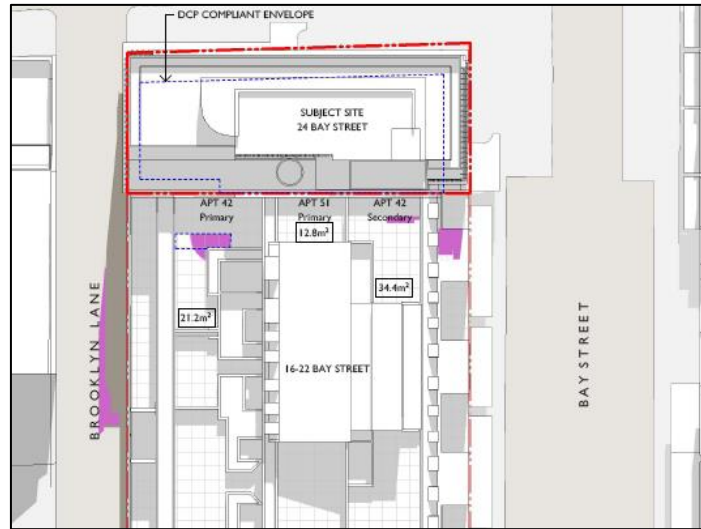 DCP COMPLIANT ENVELOPE
SUBJECT SITE
24 BAY STREET
APT 42
Primary
APT 51
Primary
APT 42
Secondary
12.8m²
34.4m²
21.2m²
16-22 BAY STREET
BROOKLYN LANE
BAY STREET